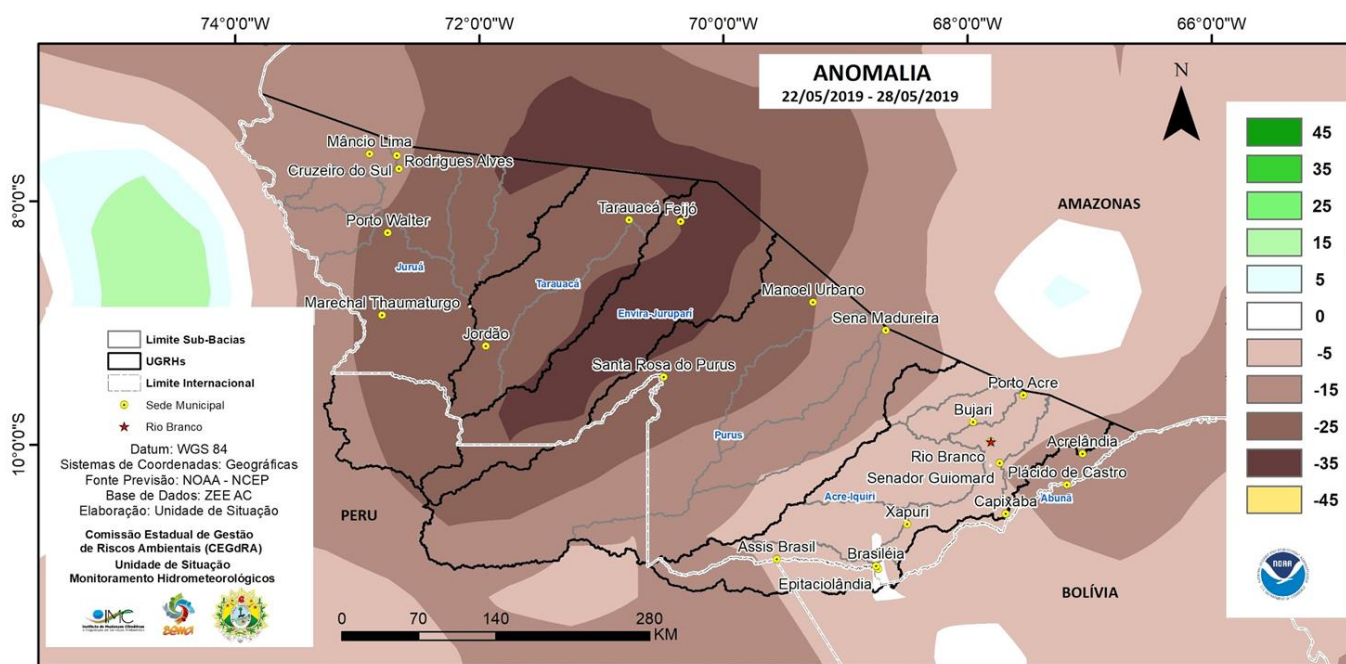 74°0'0"W 72°0'0"W 70°0'0"W 68°0'0"W 66°0'0"W
ANOMALIA
22/05/2019 - 28/05/2019
N
8°0'0"S
10°0'0"S
Mâncio Lima
Rodrigues Alves
Cruzeiro do Sul
Porto Walter
Tarauacá
Feijó
AMAZONAS
Juruá
Tarauacá
Marechal Thaumaturgo
Manoel Urbano
Envira-Jurupari
Sena Madureira
Jordão
Santa Rosa do Purus
Porto Acre
Bujari
Purus
Acrelândia
Rio Branco
Plácido de Castro
Senador Guiomard
Acre-Iquiri
Abunã
Capixaba
Xapuri
PERU
Assis Brasil
Brasiléia
Epitaciolândia
BOLÍVIA
Limite Sub-Bacias
UGRHs
Limite Internacional
Sede Municipal
Rio Branco
Datum: WGS 84
Sistemas de Coordenadas: Geográficas
Fonte Previsão: NOAA - NCEP
Base de Dados: ZEE AC
Elaboração: Unidade de Situação
Comissão Estadual de Gestão
de Riscos Ambientais (CEGdRA)
Unidade de Situação
Monitoramento Hidrometeorológicos
IMC
sema
0 70 140 280
KM
45
35
25
15
5
0
-5
-15
-25
-35
-45
NOAA